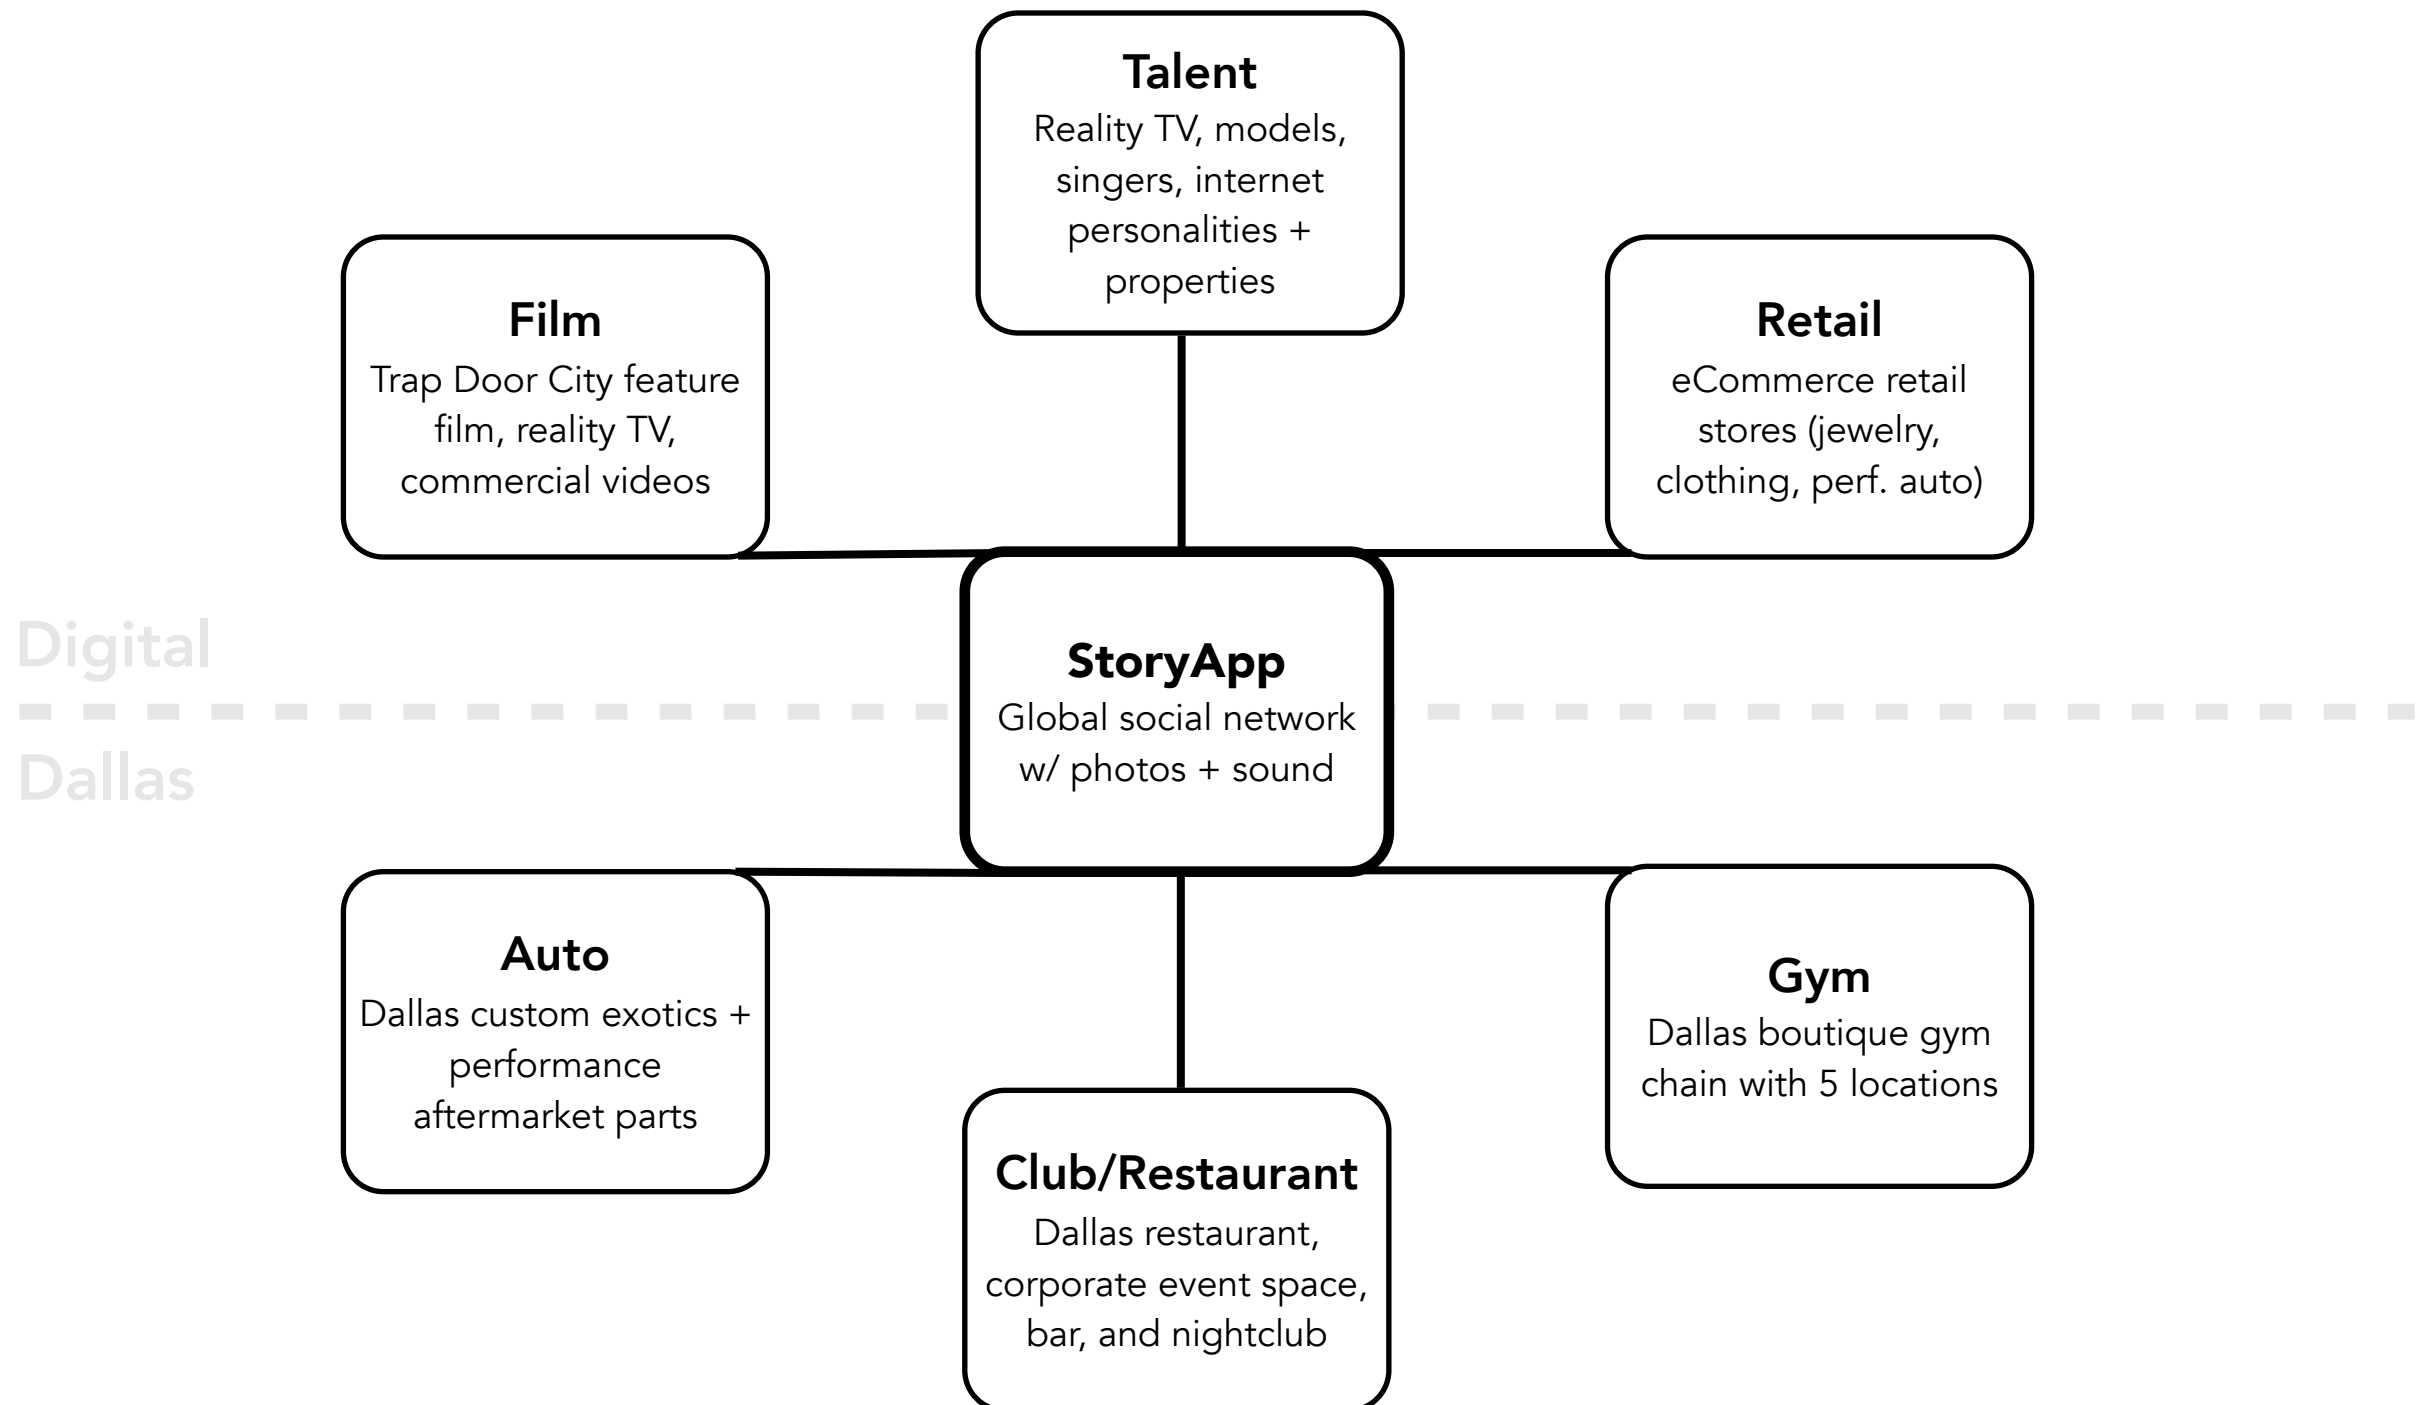 Talent
Reality TV, models,
singers, internet
personalities +
properties
Film
Trap Door City feature
film, reality TV,
commercial videos
Retail
eCommerce retail
stores (jewelry,
clothing, perf. auto)
Digital
StoryApp
Global social network
w/ photos + sound
Dallas
Auto
Dallas custom exotics +
performance
aftermarket parts
Gym
Dallas boutique gym
chain with 5 locations
Club/Restaurant
Dallas restaurant,
corporate event space,
bar, and nightclub